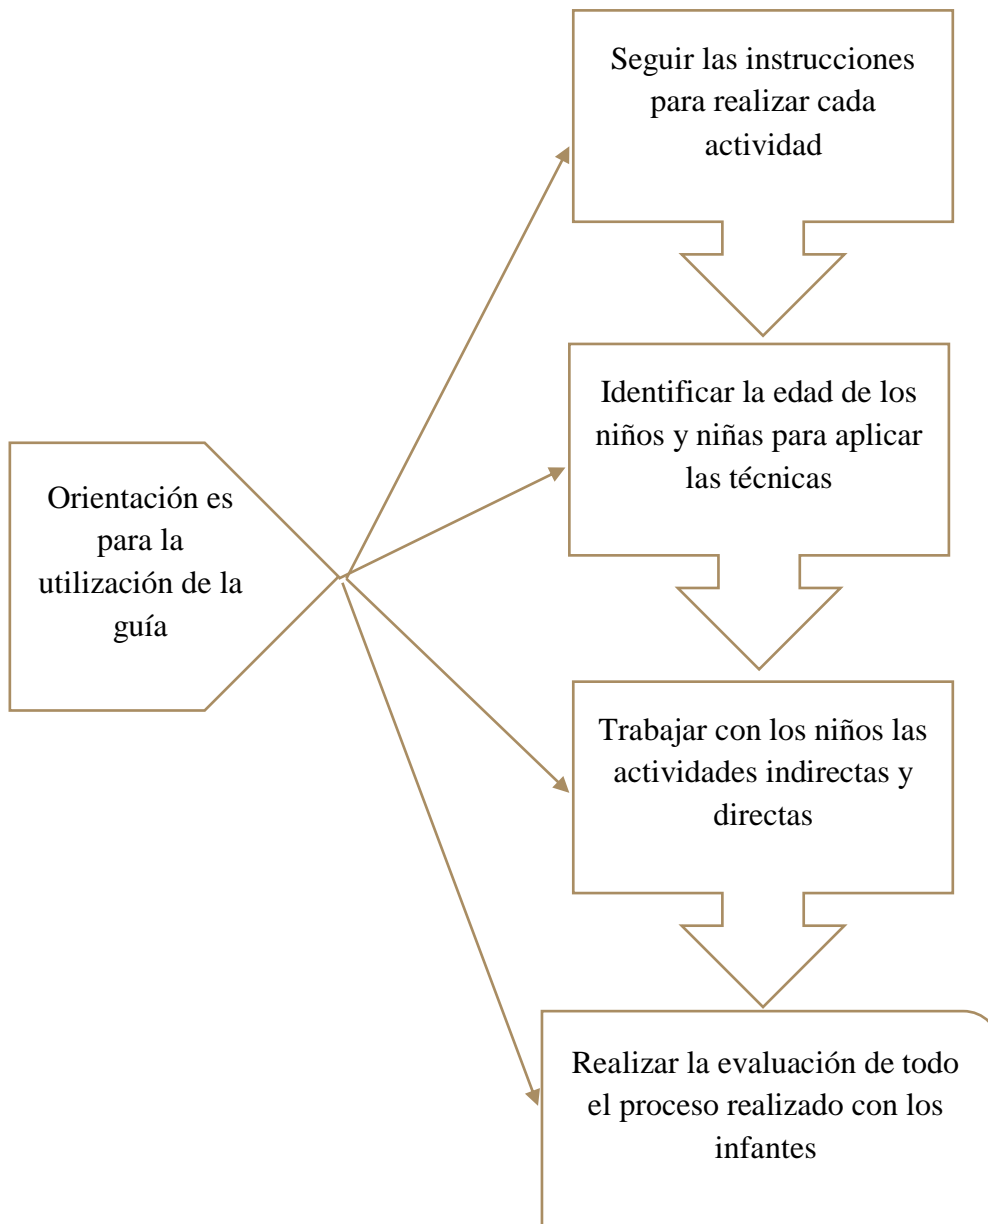 Seguir las instrucciones
para realizar cada
actividad
Identificar la edad de los
niños y niñas para aplicar
las técnicas
Orientación es
para la
utilización de la
guía
Trabajar con los niños las
actividades indirectas y
directas
Realizar la evaluación de todo
el proceso realizado con los
infantes